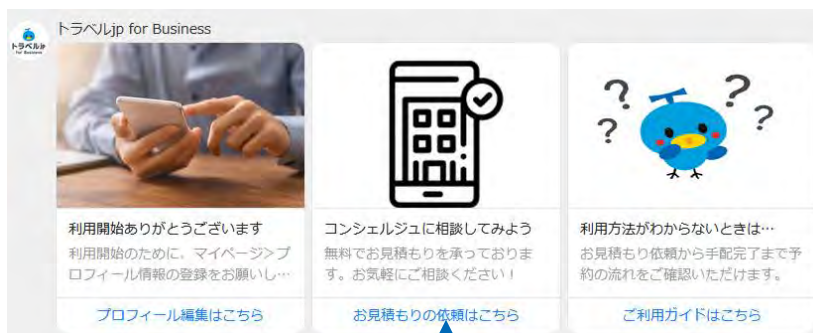 トラベルjp for Business
トラベルjp
for Business
? ? ? ?
利用開始ありがとうございます
利用開始のために、マイページ>プ
ロフィール情報の登録をお願いし…
プロフィール編集はこちら
コンシェルジュに相談してみよう
無料でお見積もりを承っておりま
す。お気軽にご相談ください！
お見積もりの依頼はこちら
利用方法がわからないときは…
お見積もり依頼から手配完了まで予
約の流れをご確認いただけます。
ご利用ガイドはこちら